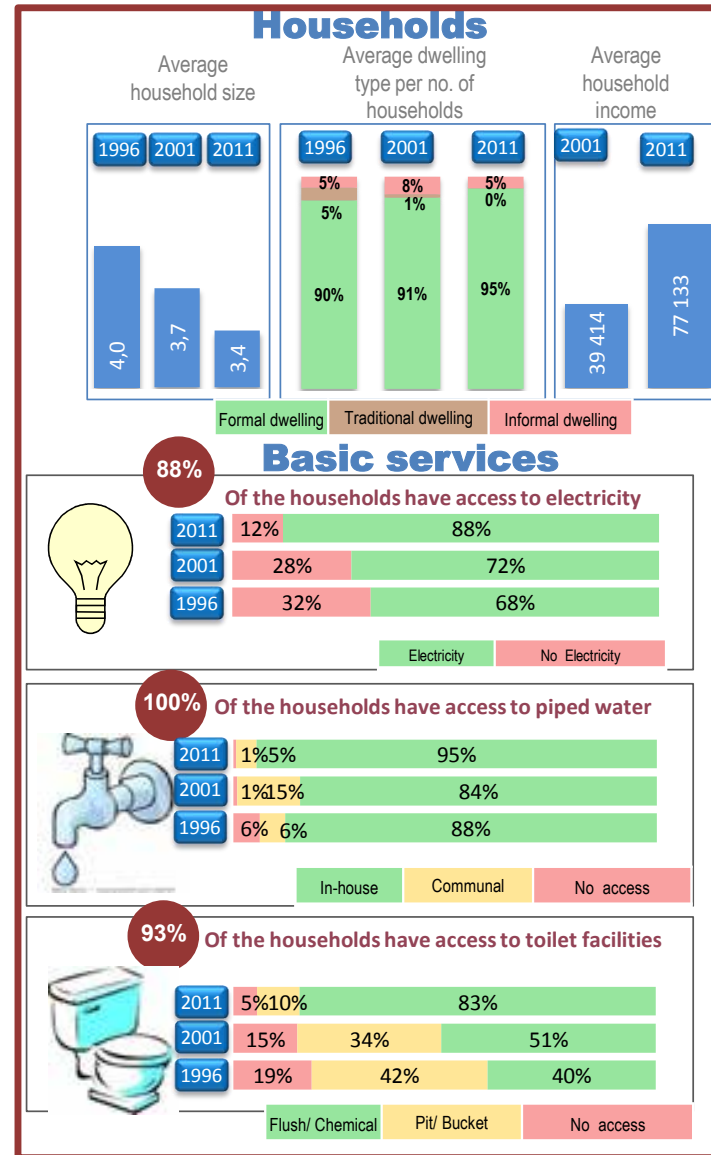 Households
Average
household size
Average dwelling
type per no. of
households
Average
household
income
1996 2001 2011
1996 2001 2011
2001 2011
4,0 3,7 3,4
5% 8% 5%
5% 1% 0%
90% 91% 95%
39 414 77 133
Formal dwelling Traditional dwelling Informal dwelling
Basic services
88%
Of the households have access to electricity
2011 12% 88%
2001 28% 72%
1996 32% 68%
Electricity No Electricity
100%
Of the households have access to piped water
2011 1% 5% 95%
2001 1% 15% 84%
1996 6% 6% 88%
In-house Communal No access
93%
Of the households have access to toilet facilities
2011 5% 10% 83%
2001 15% 34% 51%
1996 19% 42% 40%
Flush/ Chemical Pit/ Bucket No access